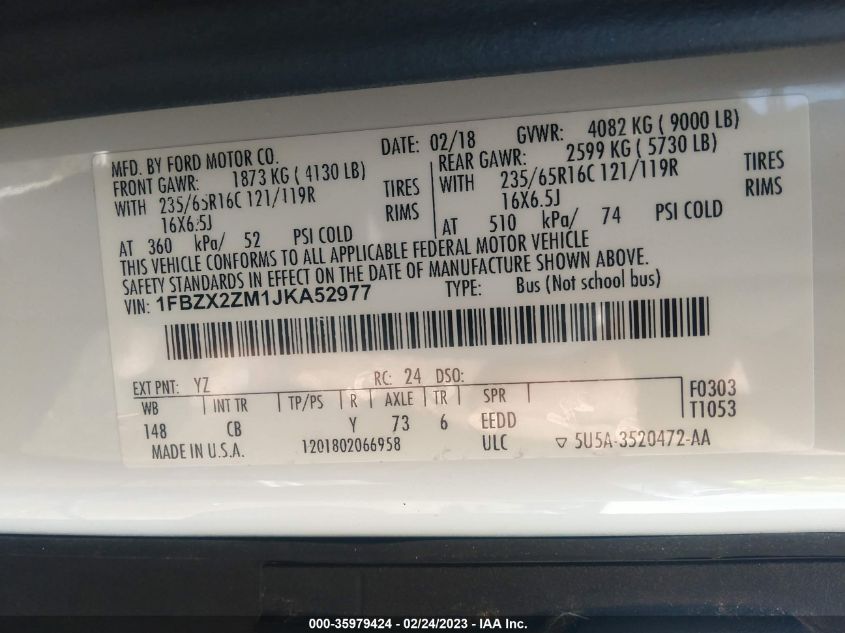 MFD. BY FORD MOTOR CO. DATE: 02/18 GVWR: 4082 KG ( 9000 LB)
FRONT GAWR: 1873 KG ( 4130 LB) REAR GAWR: 2599 KG ( 5730 LB)
WITH 235/65R16C 121/119R TIRES WITH 235/65R16C 121/119R TIRES
16X6.5J RIMS 16X6.5J RIMS
AT 360 kPa/ 52 PSI COLD AT 510 kPa/ 74 PSI COLD
THIS VEHICLE CONFORMS TO ALL APPLICABLE FEDERAL MOTOR VEHICLE
SAFETY STANDARDS IN EFFECT ON THE DATE OF MANUFACTURE SHOWN ABOVE.
VIN: 1FBZX2ZM1JKA52977 TYPE: Bus (Not school bus)
EXT PNT: YZ RC: 24 DSO:
WB INT TR TP/PS R AXLE TR SPR F0303
148 CB Y 73 6 EEDD T1053
MADE IN U.S.A. 1201802066958 ULC ▽ 5U5A-3520472-AA
000-35979424 - 02/24/2023 - IAA Inc.